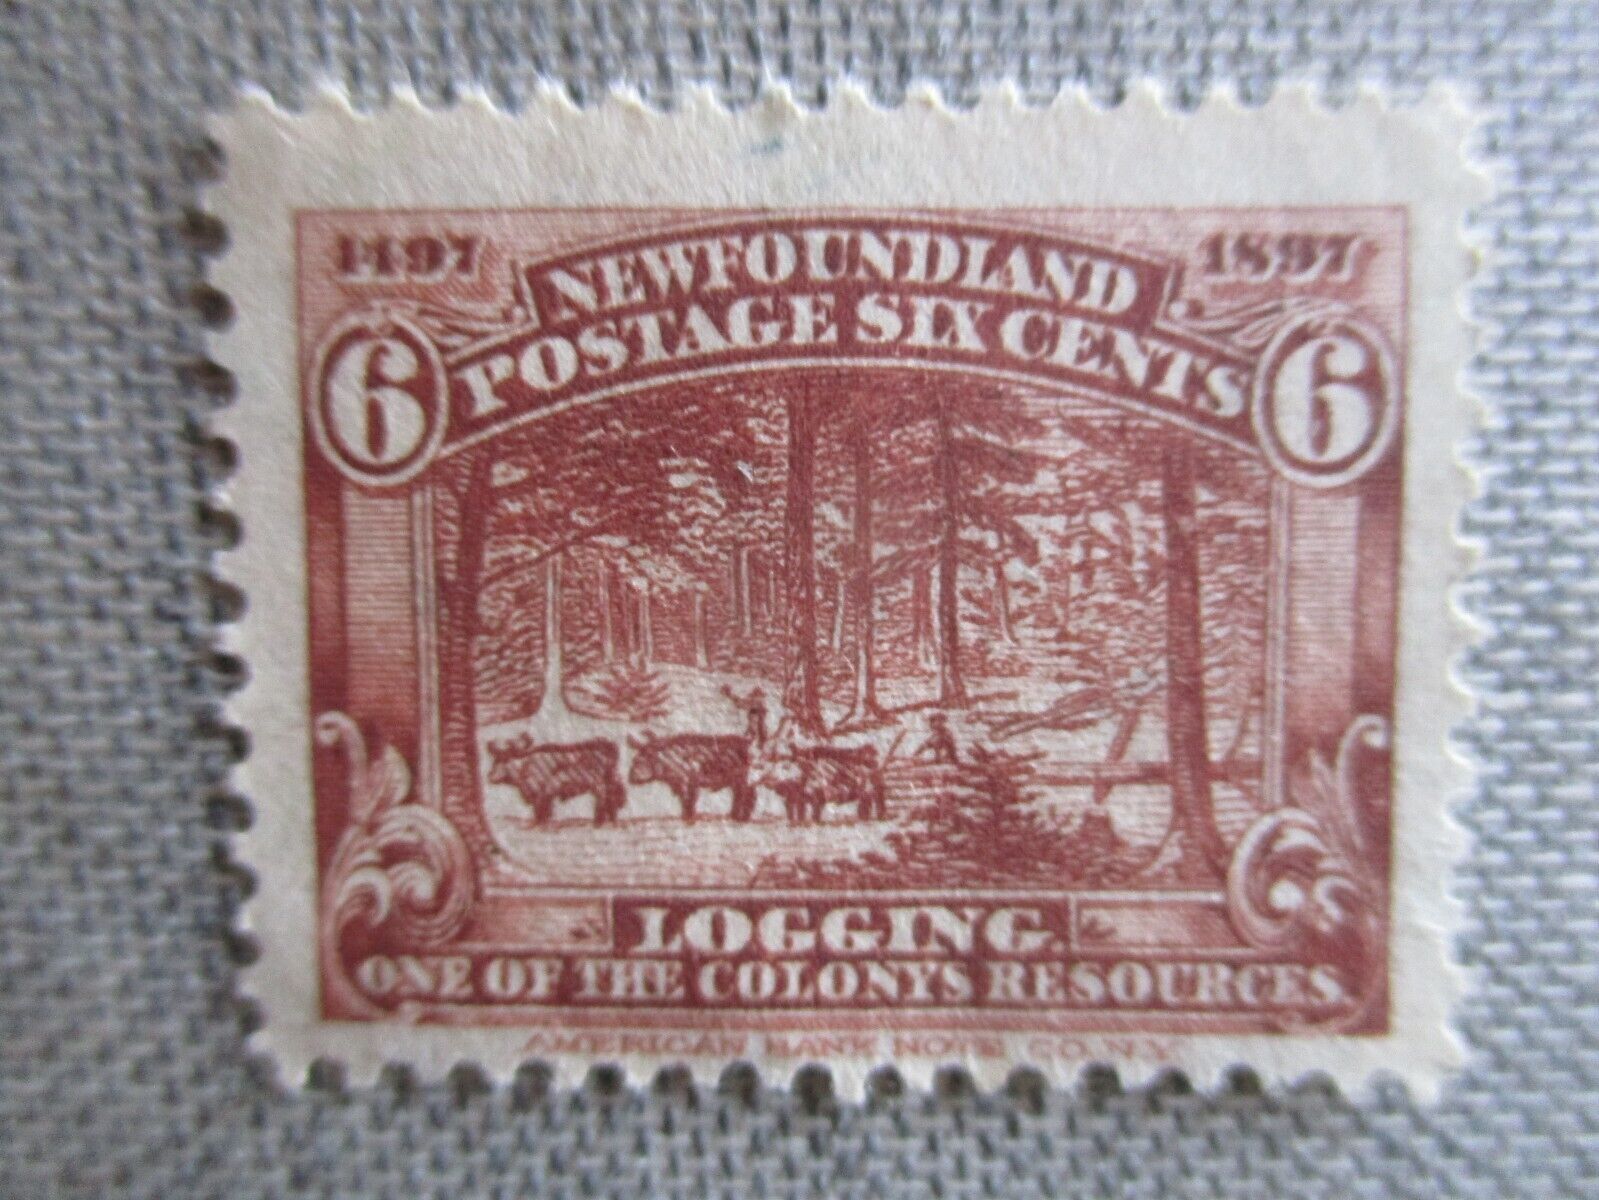 1497 1897
NEWFOUNDLAND
POSTAGE SIX CENTS
6 6
LOGGING.
ONE OF THE COLONYS RESOURCES.
AMERICAN BANK NOTE CO. N.Y.